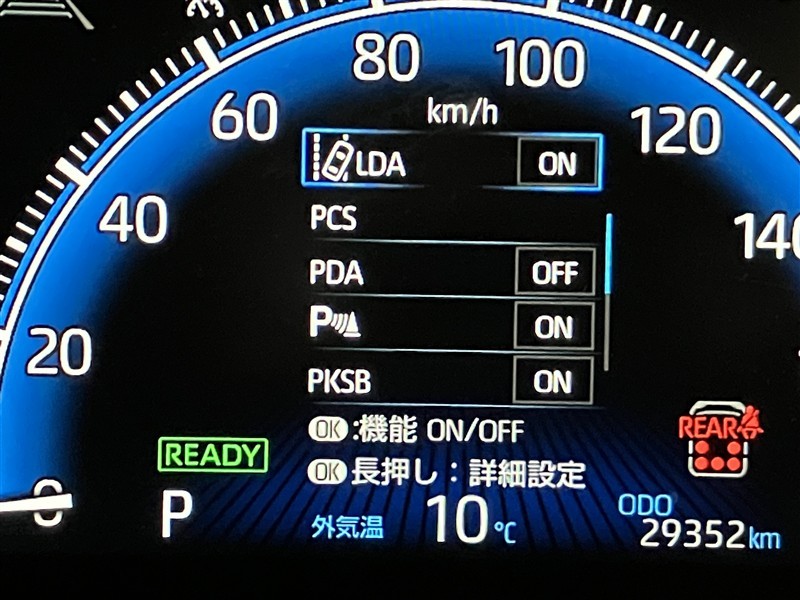 80 100
km/h
60 120
LDA ON
40 PCS 140
PDA OFF
20 P ON
PKSB ON
REAR
OK:機能 ON/OFF
READY
OK長押し：詳細設定
0 P 外気温 10℃ ODO 29352km